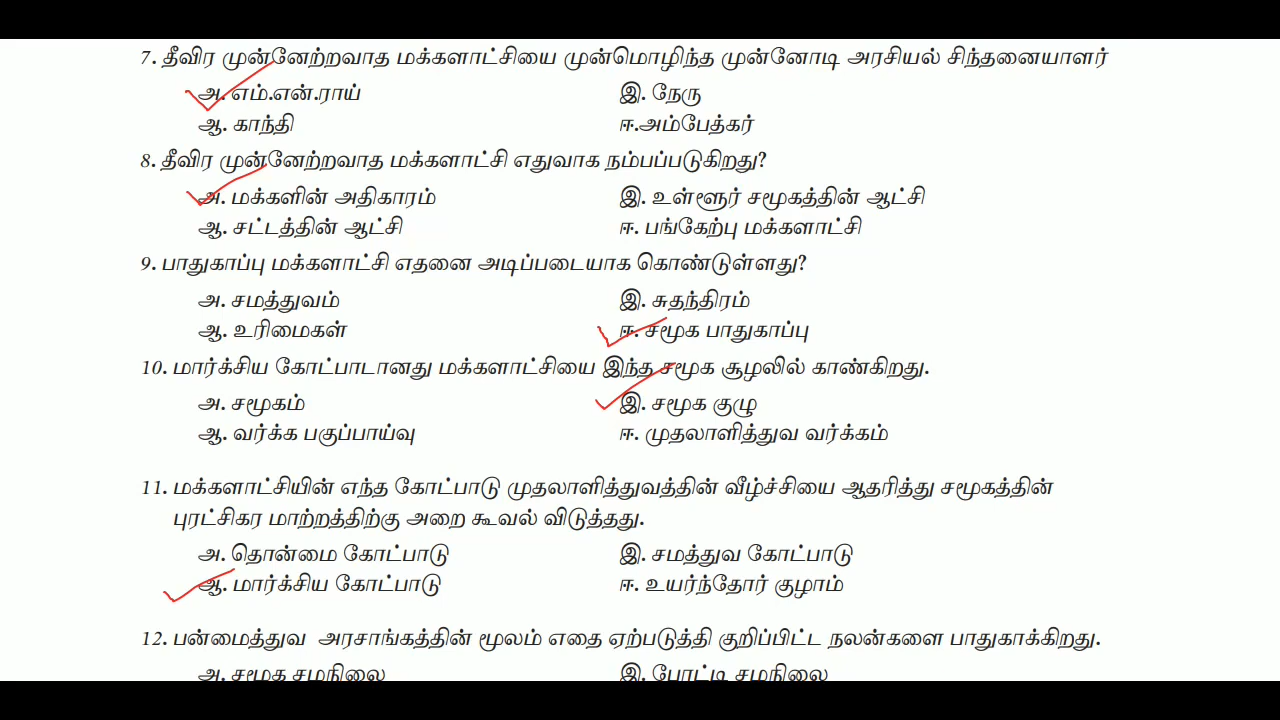 7. தீவிர முன்னேற்றவாத மக்களாட்சியை முன்மொழிந்த முன்னோடி அரசியல் சிந்தனையாளர்
அ. எம்.என்.ராய் இ. நேரு
ஆ. காந்தி ஈ.அம்பேத்கர்
8. தீவிர முன்னேற்றவாத மக்களாட்சி எதுவாக நம்பப்படுகிறது?
அ. மக்களின் அதிகாரம் இ. உள்ளூர் சமூகத்தின் ஆட்சி
ஆ. சட்டத்தின் ஆட்சி ஈ. பங்கேற்பு மக்களாட்சி
9. பாதுகாப்பு மக்களாட்சி எதனை அடிப்படையாக கொண்டுள்ளது?
அ. சமத்துவம் இ. சுதந்திரம்
ஆ. உரிமைகள் ஈ. சமூக பாதுகாப்பு
10. மார்க்சிய கோட்பாடானது மக்களாட்சியை இந்த சமூக சூழலில் காண்கிறது.
அ. சமூகம் இ. சமூக குழு
ஆ. வர்க்க பகுப்பாய்வு ஈ. முதலாளித்துவ வர்க்கம்
11. மக்களாட்சியின் எந்த கோட்பாடு முதலாளித்துவத்தின் வீழ்ச்சியை ஆதரித்து சமூகத்தின்
புரட்சிகர மாற்றத்திற்கு அறை கூவல் விடுத்தது.
அ. தொன்மை கோட்பாடு இ. சமத்துவ கோட்பாடு
ஆ. மார்க்சிய கோட்பாடு ஈ. உயர்ந்தோர் குழாம்
12. பன்மைத்துவ அரசாங்கத்தின் மூலம் எதை ஏற்படுத்தி குறிப்பிட்ட நலன்களை பாதுகாக்கிறது.
அ. சமூக சமநிலை இ. போட்டி சமநிலை